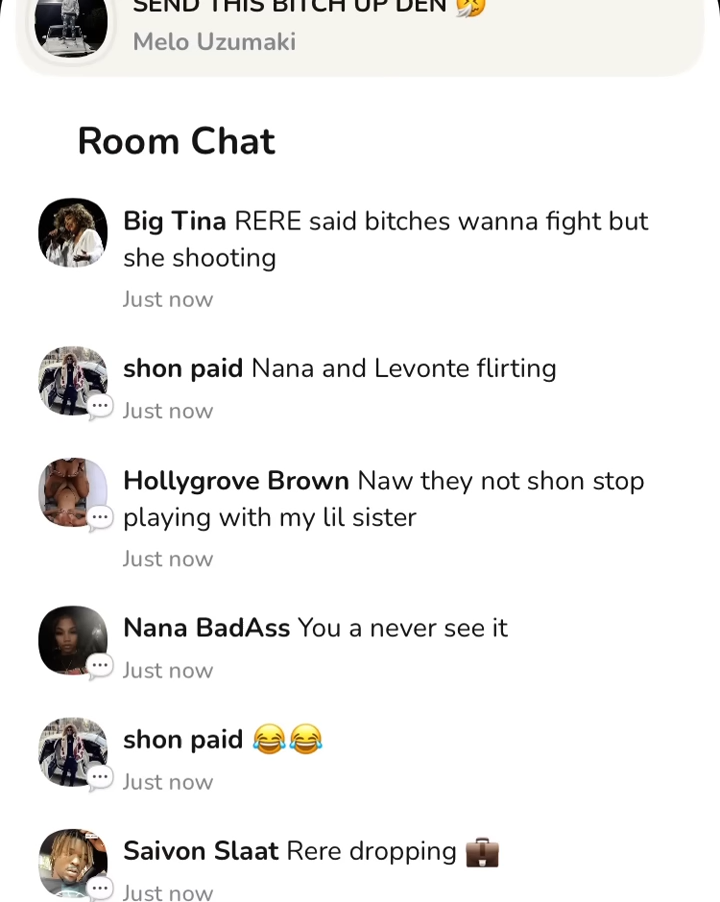 SEND THIS BITCH UP DEN 🤧
Melo Uzumaki
Room Chat
Big Tina RERE said bitches wanna fight but
she shooting
Just now
shon paid Nana and Levonte flirting
Just now
Hollygrove Brown Naw they not shon stop
playing with my lil sister
Just now
Nana BadAss You a never see it
Just now
shon paid 😂😂
Just now
Saivon Slaat Rere dropping 💼
Just now